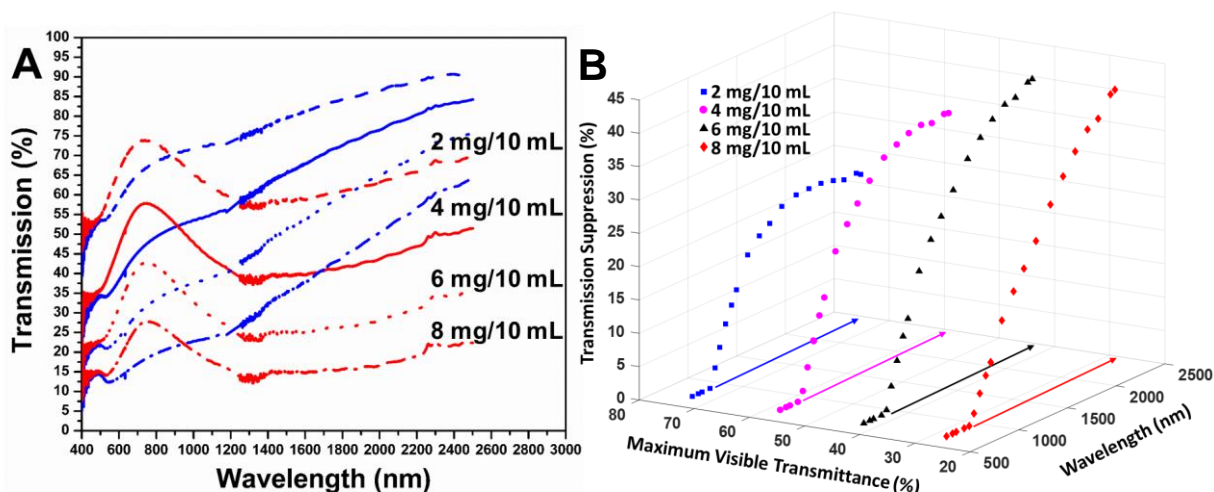 A
Transmission (%)
100
95
90
85
80
75
70
65
60
55
50
45
40
35
30
25
20
15
10
5
0
2 mg/10 mL
4 mg/10 mL
6 mg/10 mL
8 mg/10 mL
400 600 800 1000 1200 1400 1600 1800 2000 2200 2400 2600 2800 3000
Wavelength (nm)
B
2 mg/10 mL
4 mg/10 mL
6 mg/10 mL
8 mg/10 mL
Transmission Suppression (%)
45
40
35
30
25
20
15
10
5
0
80 70 60 50 40 30 20
Maximum Visible Transmittance (%)
500 1000 1500 2000 2500
Wavelength (nm)